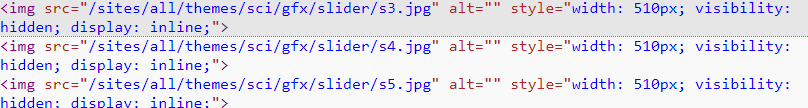 <img src="/sites/all/themes/sci/gfx/slider/s3.jpg" alt="" style="width: 510px; visibility:
hidden; display: inline;">
<img src="/sites/all/themes/sci/gfx/slider/s4.jpg" alt="" style="width: 510px; visibility:
hidden; display: inline;">
<img src="/sites/all/themes/sci/gfx/slider/s5.jpg" alt="" style="width: 510px; visibility:
hidden; display: inline;">